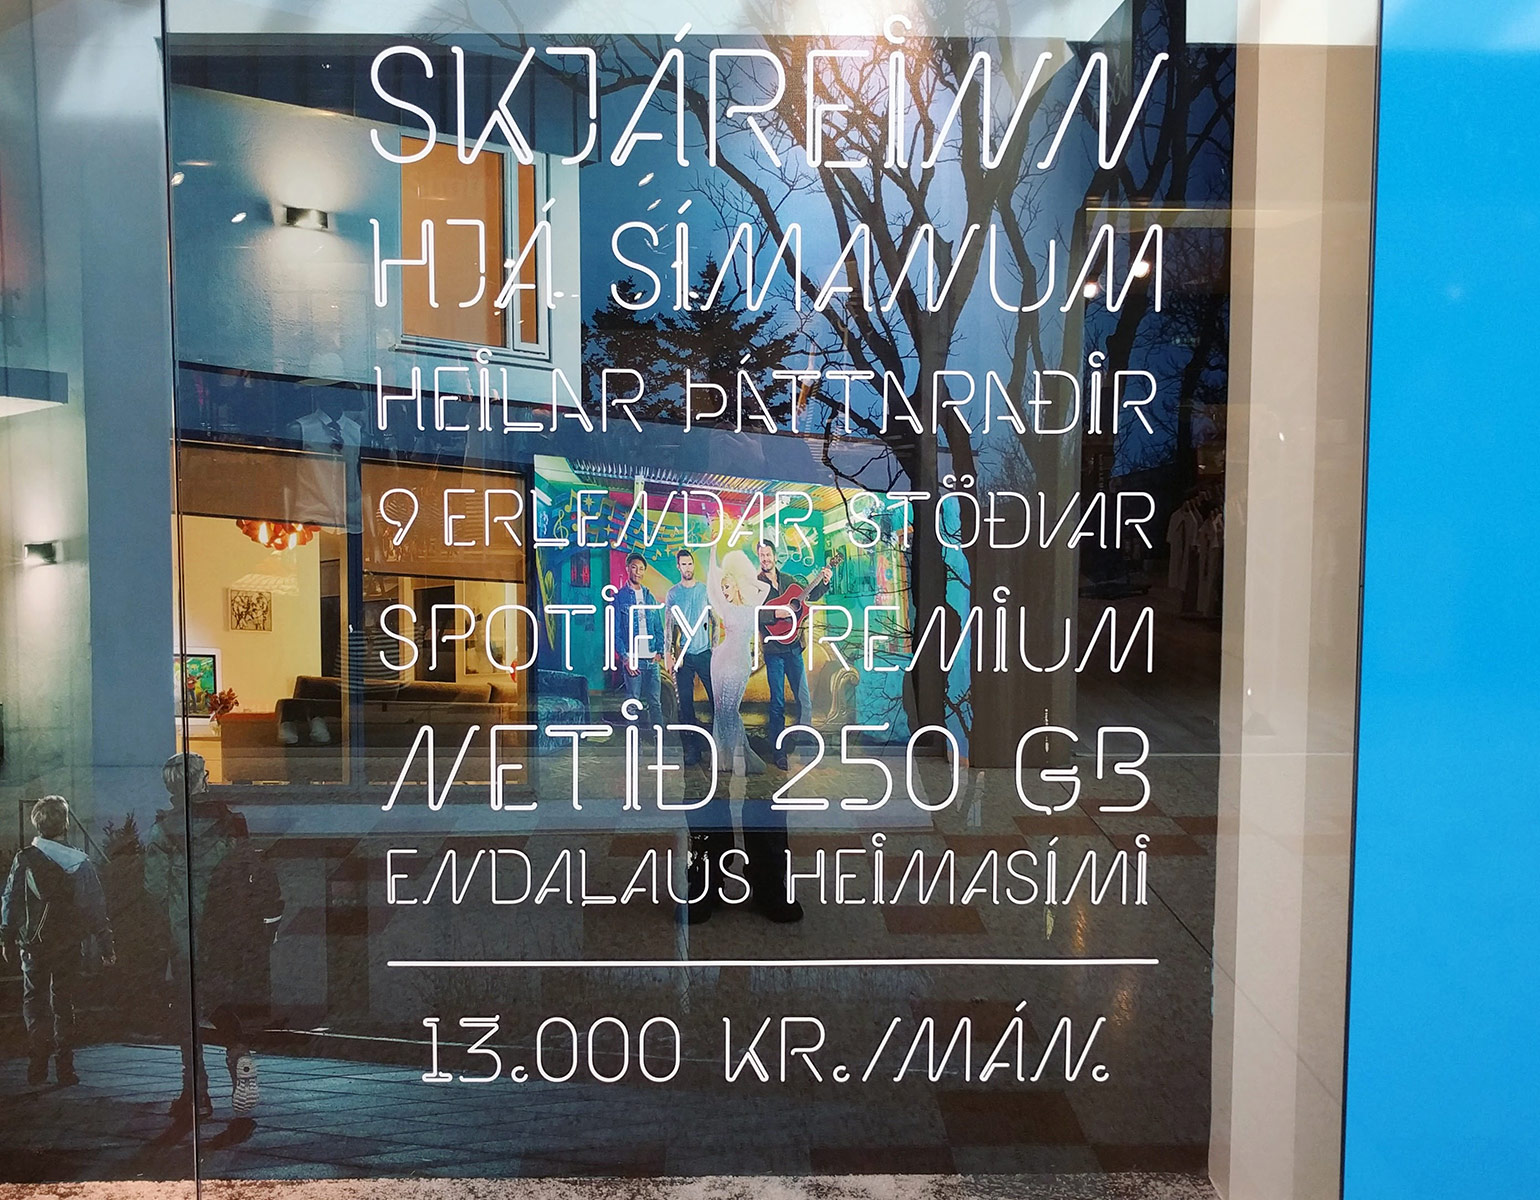 SKJÁREINN
HJÁ SÍMANUM
HEILAR ÞÁTTARAÐIR
9 ERLENDAR STÖÐVAR
SPOTIFY PREMIUM
NETIÐ 250 GB
ENDALAUS HEIMASÍMI
13.000 KR./MÁN.